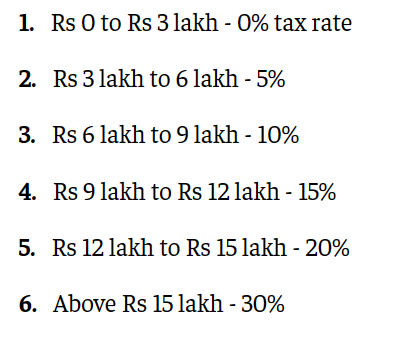 1. Rs 0 to Rs 3 lakh - 0% tax rate
2. Rs 3 lakh to 6 lakh - 5%
3. Rs 6 lakh to 9 lakh - 10%
4. Rs 9 lakh to Rs 12 lakh - 15%
5. Rs 12 lakh to Rs 15 lakh - 20%
6. Above Rs 15 lakh - 30%